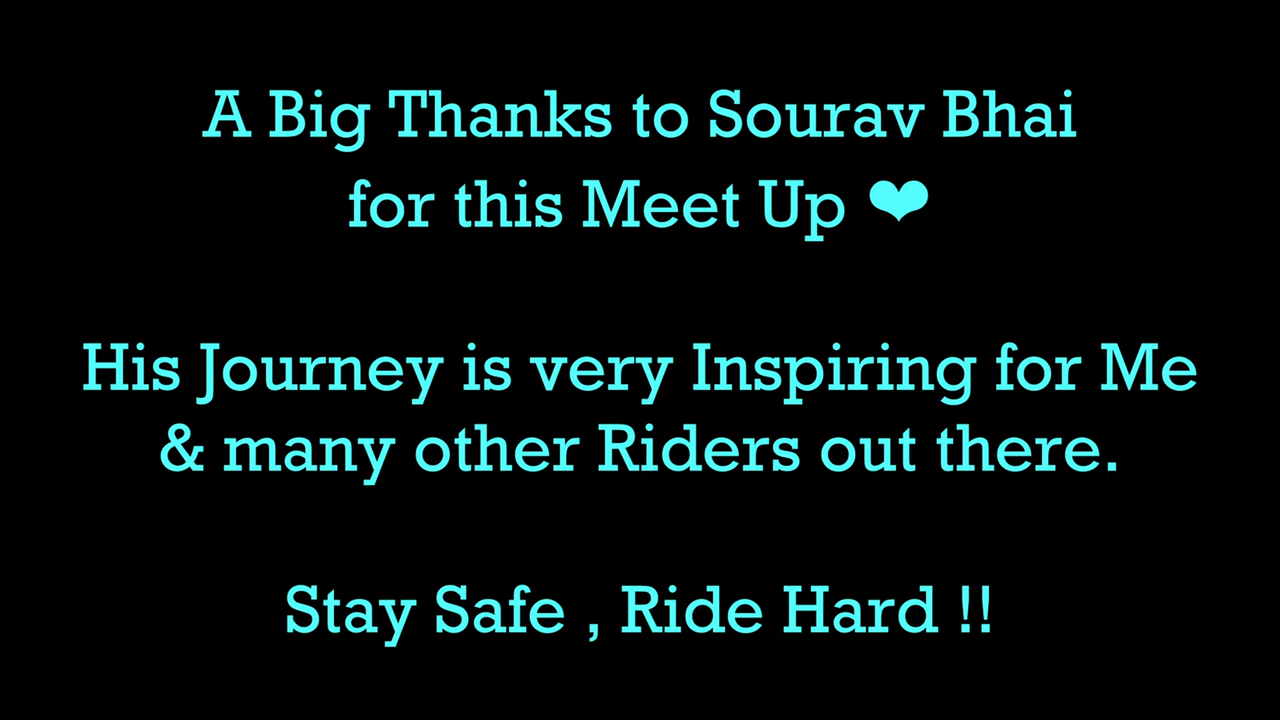 A Big Thanks to Sourav Bhai
for this Meet Up ❤
His Journey is very Inspiring for Me
& many other Riders out there.
Stay Safe , Ride Hard !!